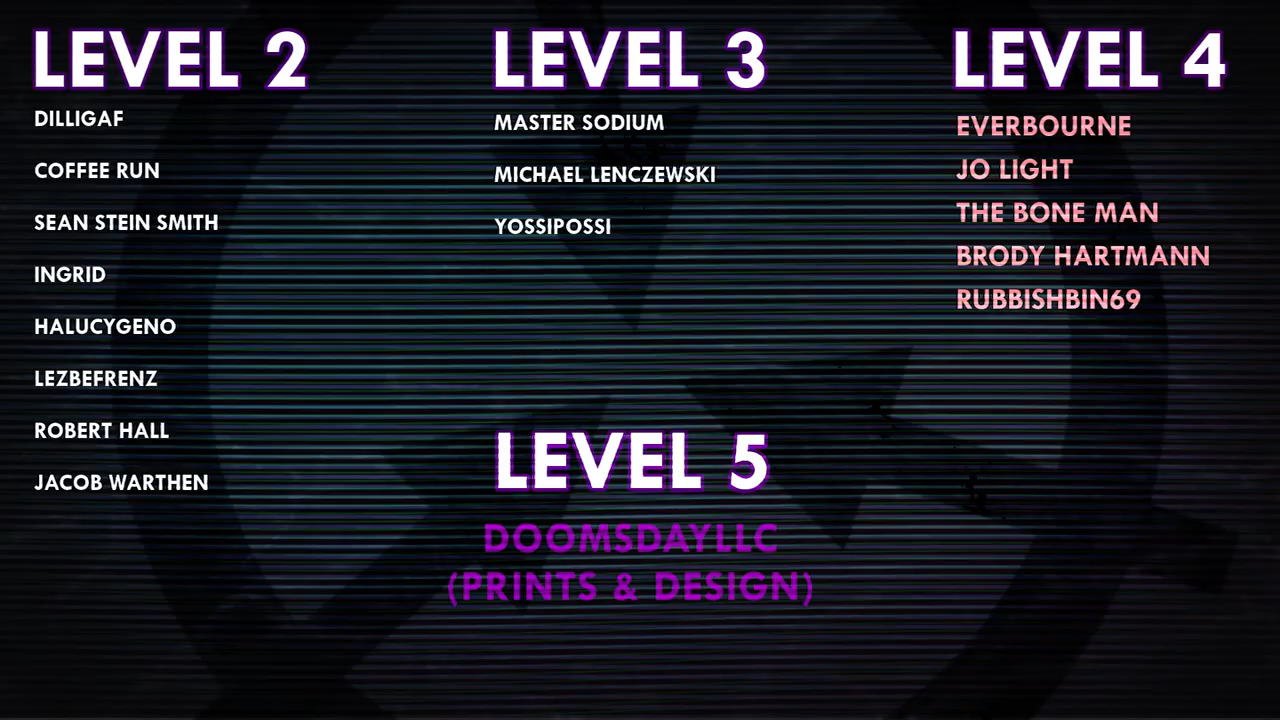 LEVEL 2
DILLIGAF
COFFEE RUN
SEAN STEIN SMITH
INGRID
HALUCYGENO
LEZBEFRENZ
ROBERT HALL
JACOB WARTHEN
LEVEL 3
MASTER SODIUM
MICHAEL LENCZEWSKI
YOSSIPOSSI
LEVEL 4
EVERBOURNE
JO LIGHT
THE BONE MAN
BRODY HARTMANN
RUBBISHBIN69
LEVEL 5
DOOMSDAYLLC
(PRINTS & DESIGN)